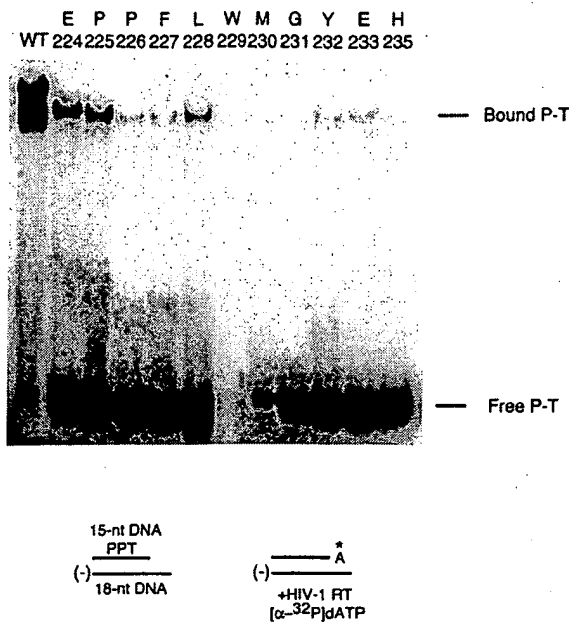 E P P F L W M G Y E H
WT 224 225 226 227 228 229 230 231 232 233 235
Bound P-T
Free P-T
15-nt DNA
PPT
(-)
18-nt DNA
*
A
(-)
+HIV-1 RT
[α-32P]dATP